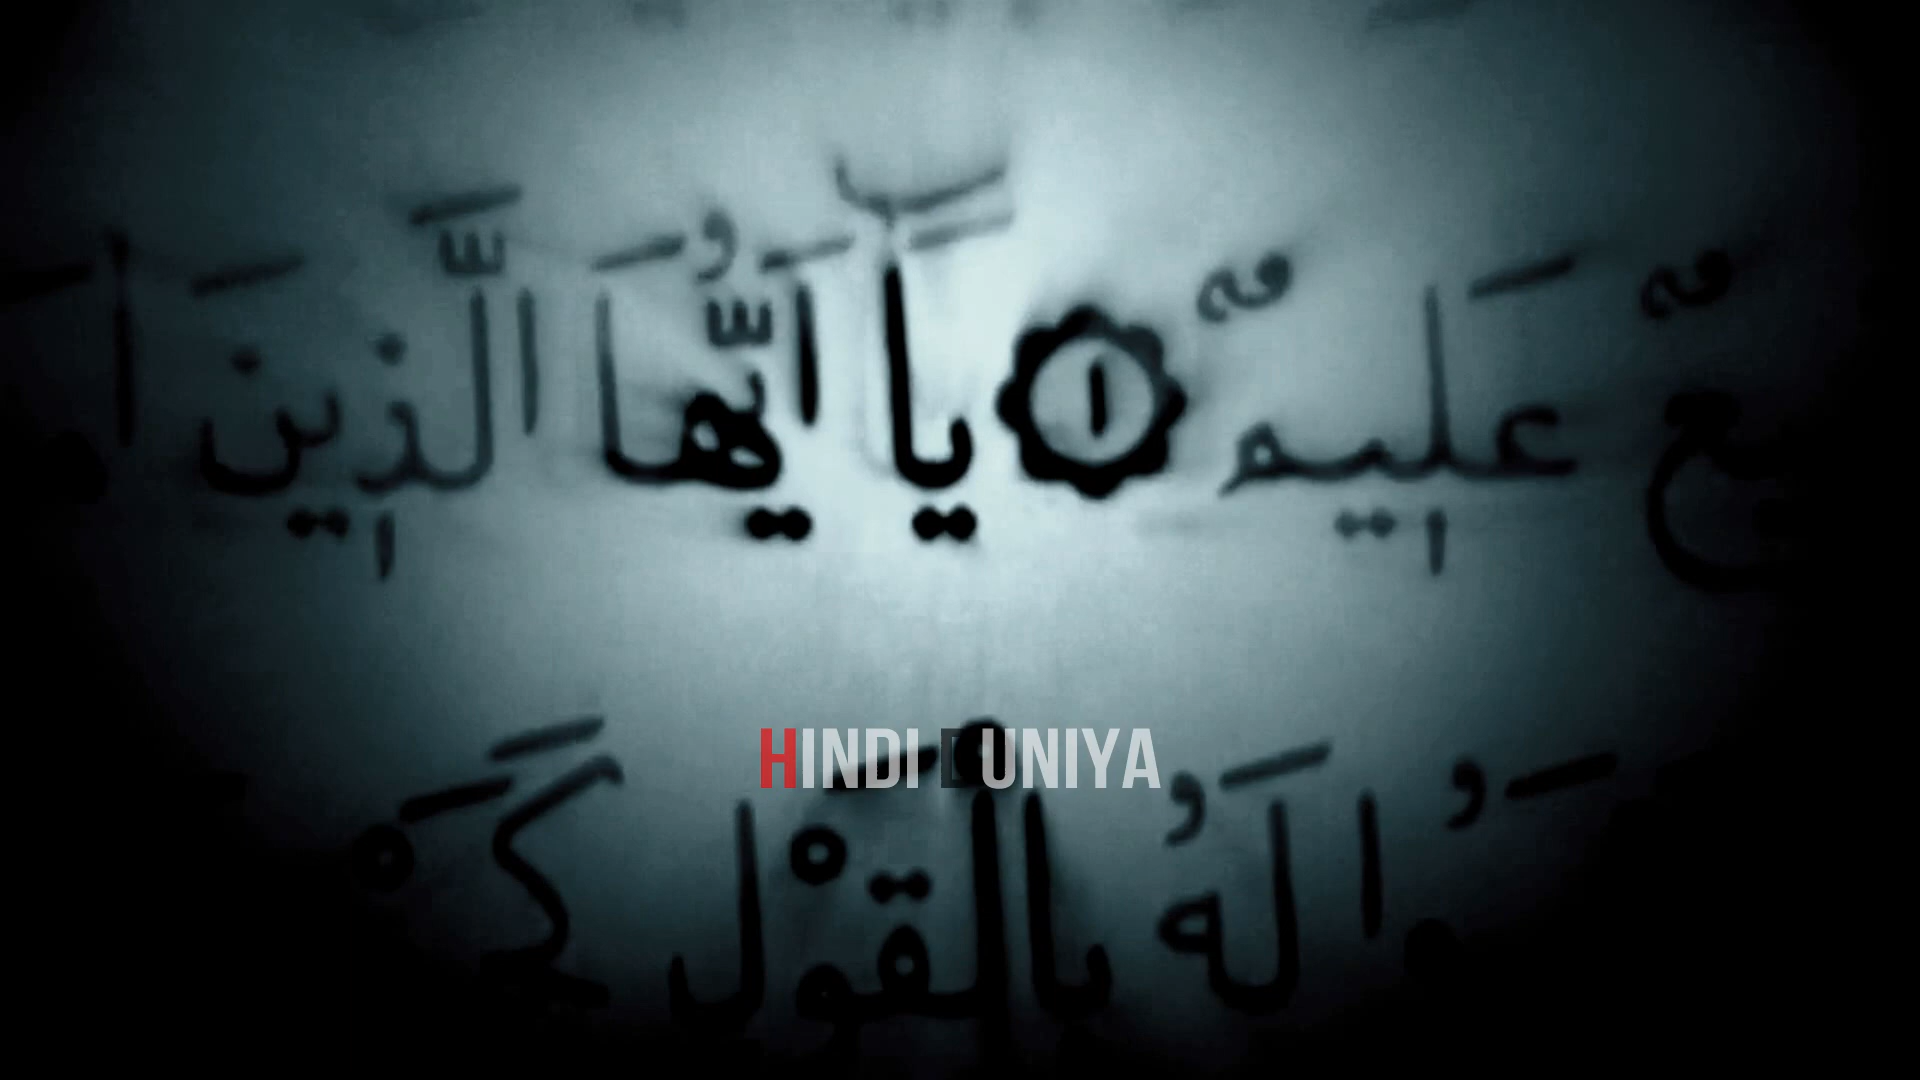 عَلِيمٌ ١ يَا اَيُّهَا الَّذِينَ
HINDI DUNIYA
لَهُ بِالْقَوْلِ